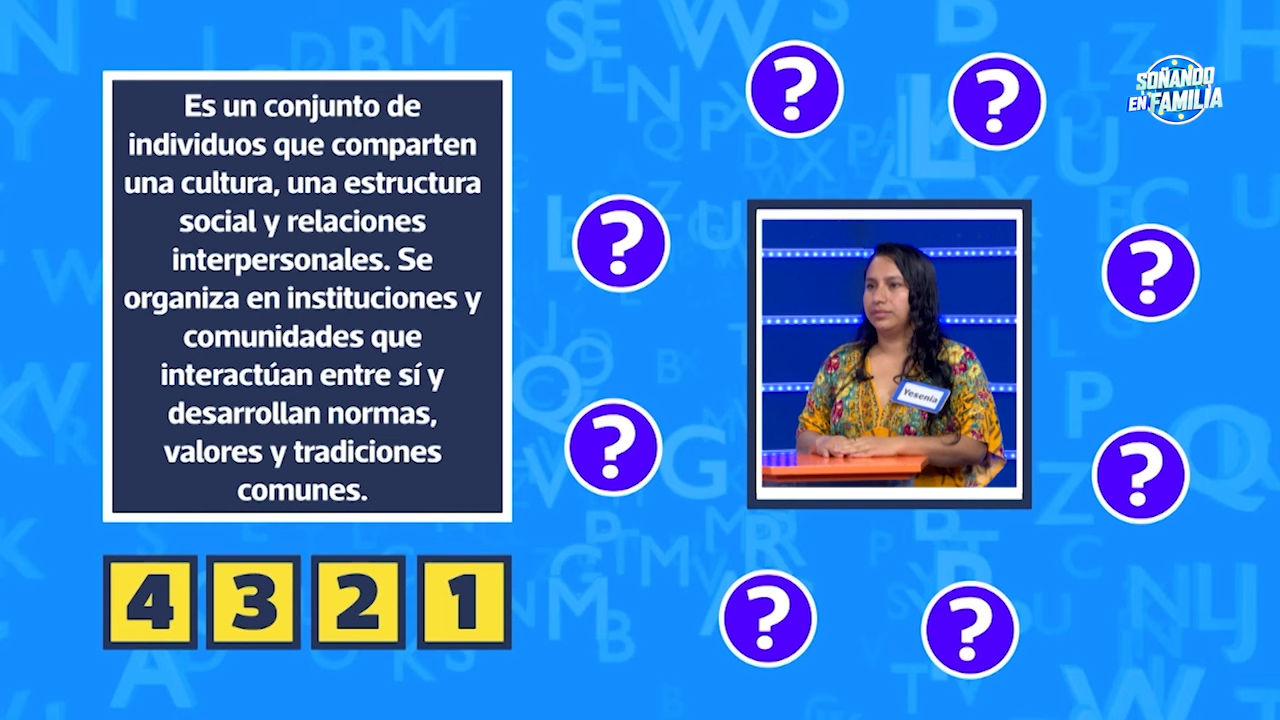 Es un conjunto de
individuos que comparten
una cultura, una estructura
social y relaciones
interpersonales. Se
organiza en instituciones y
comunidades que
interactúan entre sí y
desarrollan normas,
valores y tradiciones
comunes.
4 3 2 1
? ?
? ?
? ?
? ?
Yesenia
SOÑANDO
EN FAMILIA